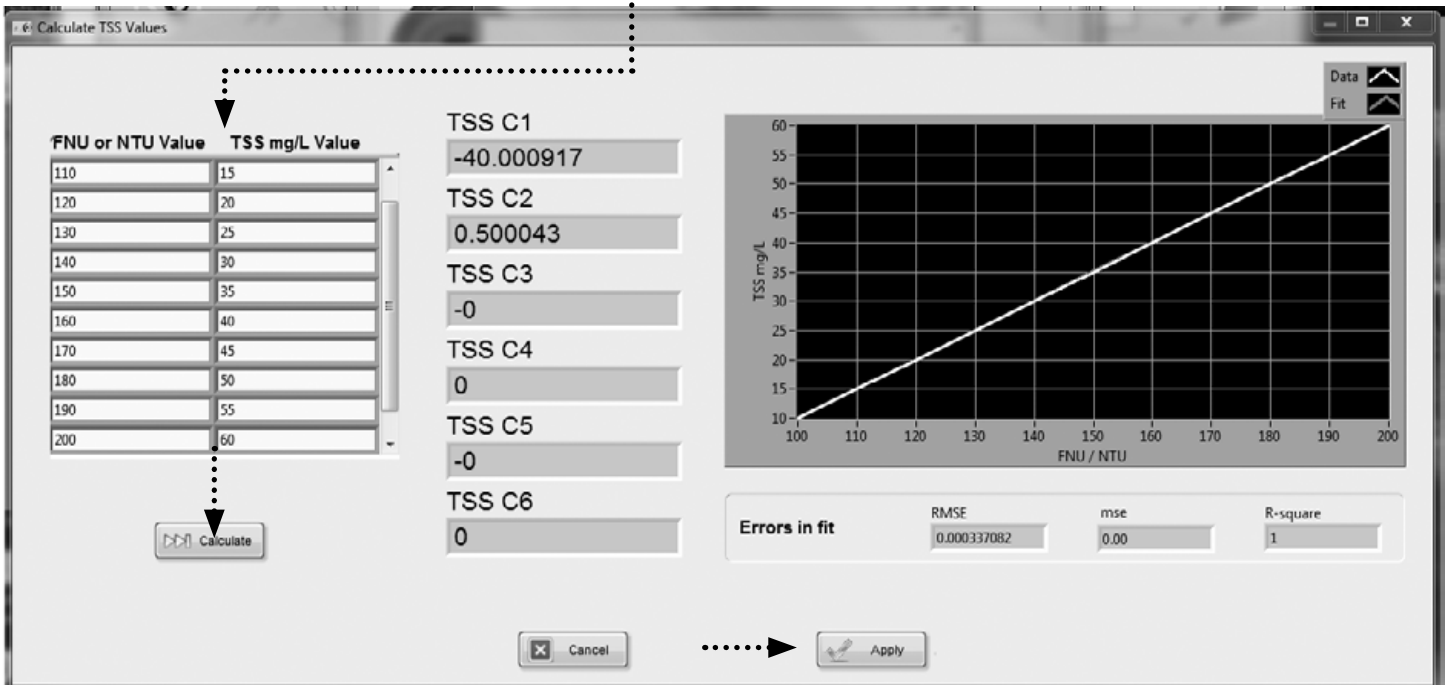 Calculate TSS Values
FNU or NTU Value TSS mg/L Value
110 15
120 20
130 25
140 30
150 35
160 40
170 45
180 50
190 55
200 60
Calculate
TSS C1
-40.000917
TSS C2
0.500043
TSS C3
-0
TSS C4
0
TSS C5
-0
TSS C6
0
Data
Fit
TSS mg/L
60
55
50
45
40
35
30
25
20
15
10
100 110 120 130 140 150 160 170 180 190 200
FNU / NTU
Errors in fit
RMSE mse R-square
0.000337082 0.00 1
Cancel
Apply